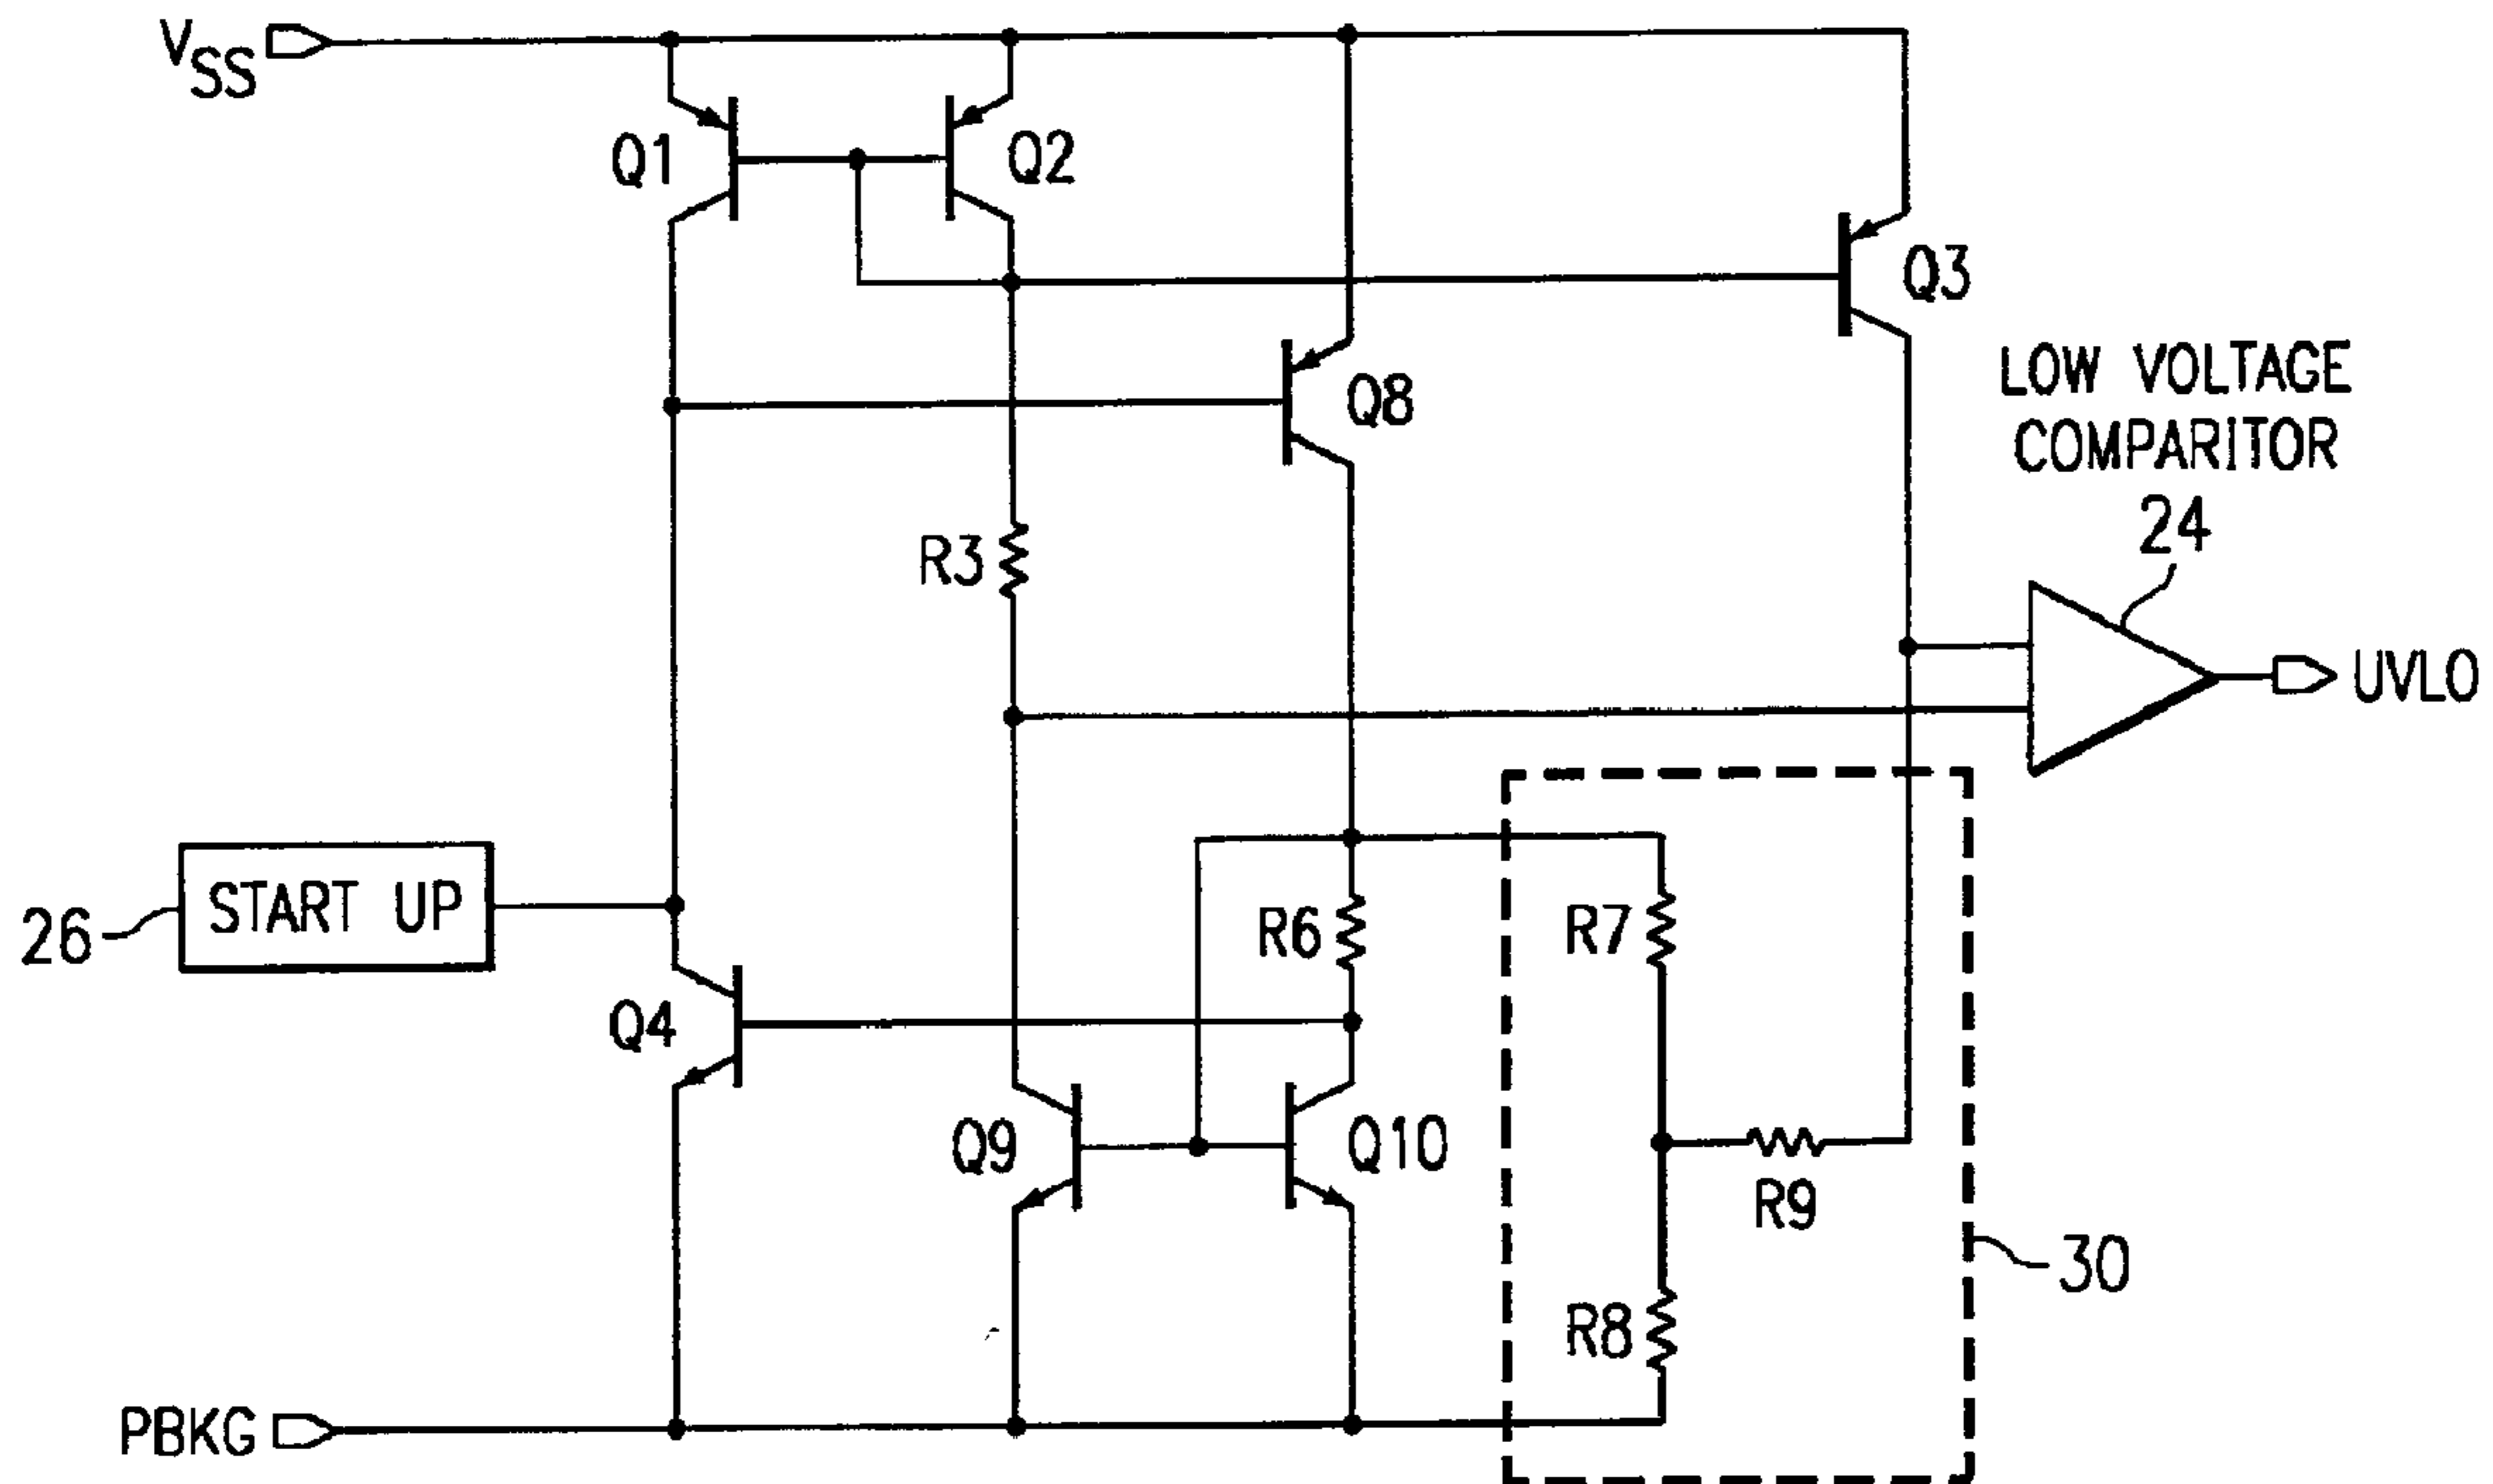 VSS
Q1
Q2
Q3
Q8
LOW VOLTAGE
COMPARITOR
24
R3
UVLO
START UP
26
R6
R7
Q4
Q9
Q10
R9
30
R8
PBKG